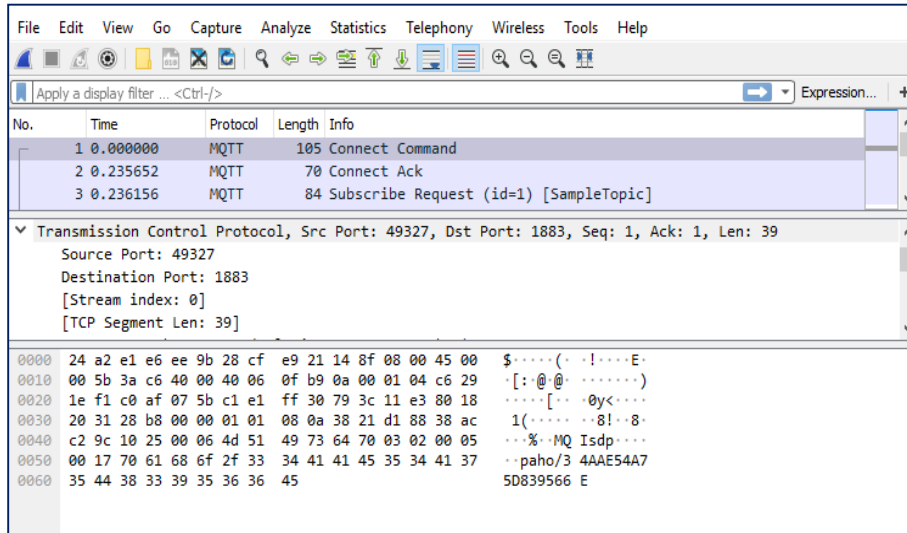 File Edit View Go Capture Analyze Statistics Telephony Wireless Tools Help
Apply a display filter ... <Ctrl-/> Expression... +
No. Time Protocol Length Info
1 0.000000 MQTT 105 Connect Command
2 0.235652 MQTT 70 Connect Ack
3 0.236156 MQTT 84 Subscribe Request (id=1) [SampleTopic]
Transmission Control Protocol, Src Port: 49327, Dst Port: 1883, Seq: 1, Ack: 1, Len: 39
Source Port: 49327
Destination Port: 1883
[Stream index: 0]
[TCP Segment Len: 39]
0000 24 a2 e1 e6 ee 9b 28 cf e9 21 14 8f 08 00 45 00 $·····(· ·!····E·
0010 00 5b 3a c6 40 00 40 06 0f b9 0a 00 01 04 c6 29 ·[:·@·@· ·······)
0020 1e f1 c0 af 07 5b c1 e1 ff 30 79 3c 11 e3 80 18 ·····[·· ·0y<····
0030 20 31 28 b8 00 00 01 01 08 0a 38 21 d1 88 38 ac 1(····· ··8!··8·
0040 c2 9c 10 25 00 06 4d 51 49 73 64 70 03 02 00 05 ···%··MQ Isdp····
0050 00 17 70 61 68 6f 2f 33 34 41 41 45 35 34 41 37 ··paho/3 4AAE54A7
0060 35 44 38 33 39 35 36 36 45 5D839566 E